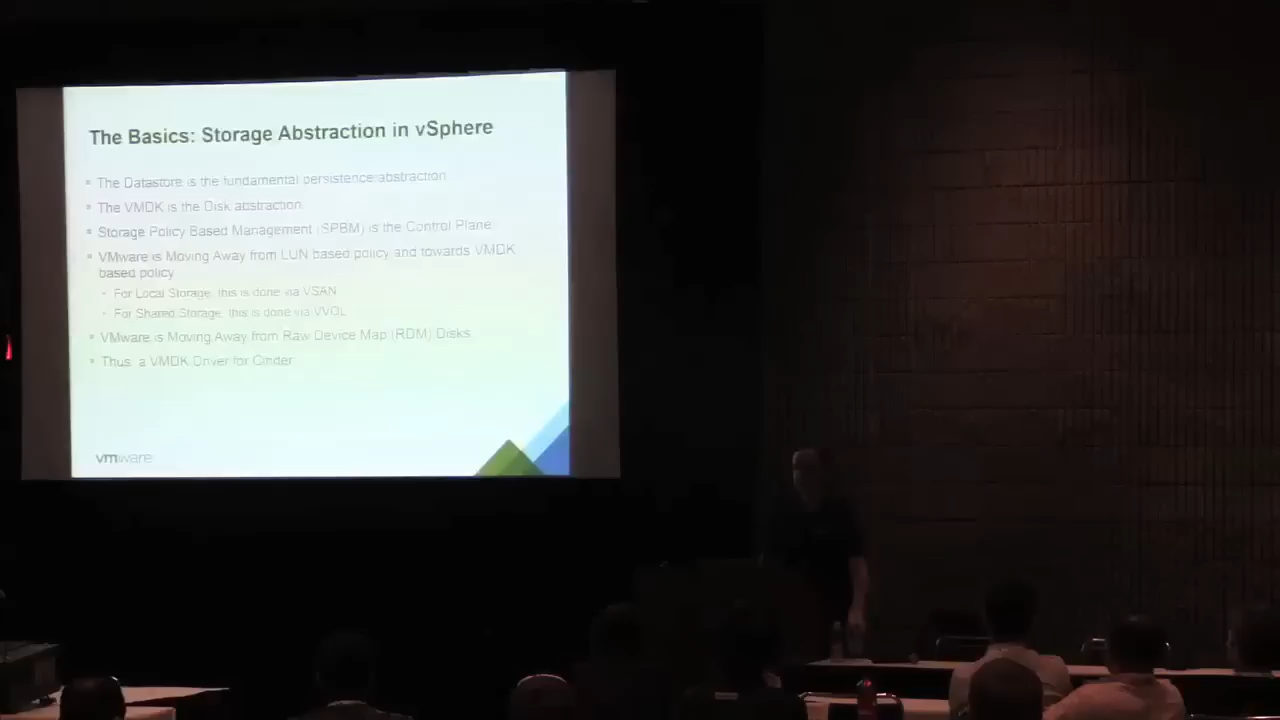 The Basics: Storage Abstraction in vSphere
The Datastore is the fundamental persistence abstraction
The VMDK is the Disk abstraction
Storage Policy Based Management (SPBM) is the Control Plane
VMware is Moving Away from LUN based policy and towards VMDK
based policy
For Local Storage, this is done via VSAN
For Shared Storage, this is done via VVOL
VMware is Moving Away from Raw Device Map (RDM) Disks
Thus, a VMDK Driver for Cinder
vmware